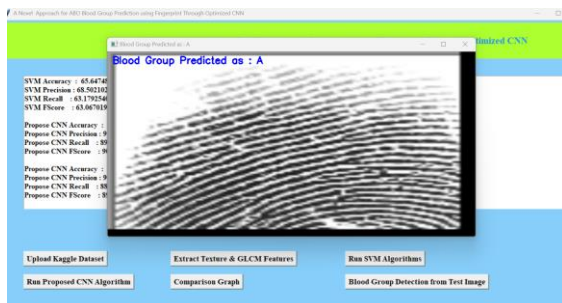 A Novel Approach for ABO Blood Group Prediction using Fingerprint Through Optimized CNN
timized CNN
Blood Group Predicted as : A
Blood Group Predicted as : A
SVM Accuracy : 65.6474
SVM Precision : 68.502102
SVM Recall : 63.179254
SVM FScore : 63.067019
Propose CNN Accuracy :
Propose CNN Precision : 9
Propose CNN Recall : 89
Propose CNN FScore : 90
Propose CNN Accuracy :
Propose CNN Precision : 9
Propose CNN Recall : 88
Propose CNN FScore : 89
Upload Kaggle Dataset Extract Texture & GLCM Features Run SVM Algorithms
Run Proposed CNN Algorithm Comparison Graph Blood Group Detection from Test Image